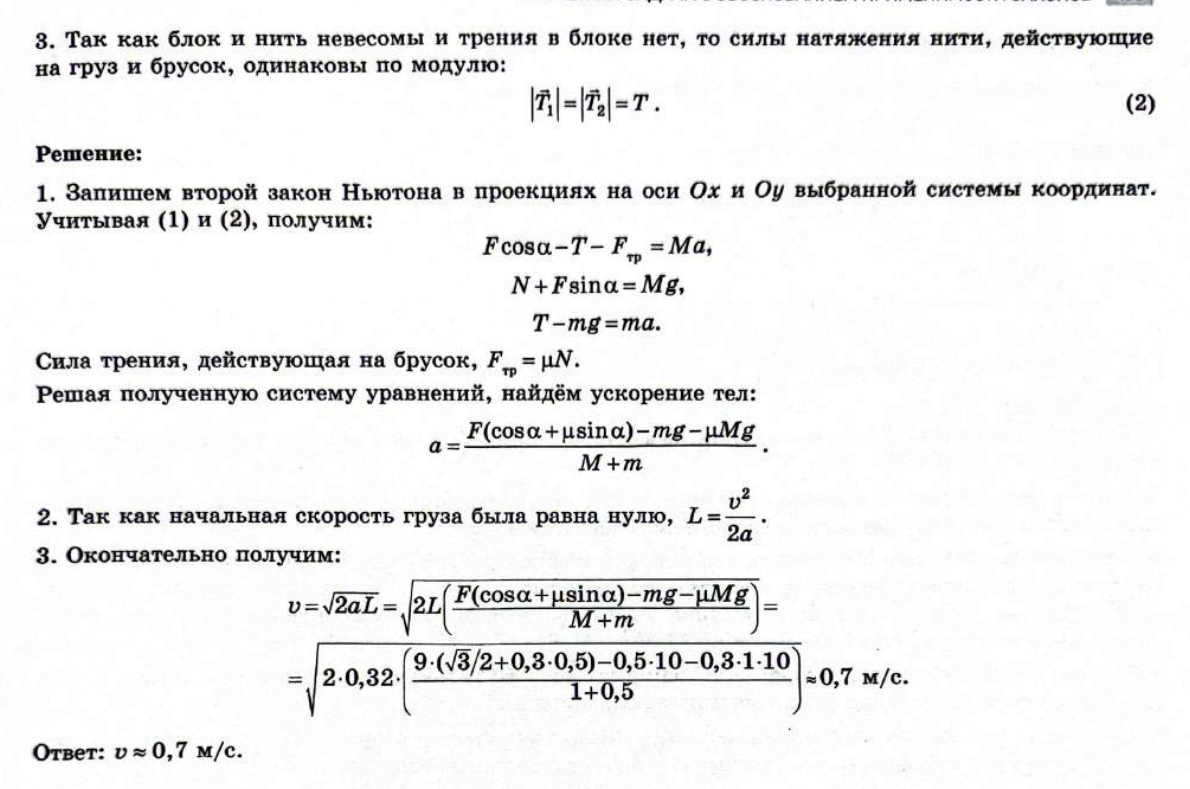 3. Так как блок и нить невесомы и трения в блоке нет, то силы натяжения нити, действующие
на груз и брусок, одинаковы по модулю:
|T⃗₁|=|T⃗₂|=T . (2)
Решение:
1. Запишем второй закон Ньютона в проекциях на оси Ox и Oy выбранной системы координат.
Учитывая (1) и (2), получим:
Fcosα−T− Fтр =Ma,
N+Fsinα=Mg,
T−mg=ma.
Сила трения, действующая на брусок, Fтр=μN.
Решая полученную систему уравнений, найдём ускорение тел:
a=(F(cosα+μsinα)−mg−μMg)/(M+m).
2. Так как начальная скорость груза была равна нулю, L=v²/(2a).
3. Окончательно получим:
v=√(2aL)=√(2L((F(cosα+μsinα)−mg−μMg)/(M+m)))=
=√(2·0,32·((9·(√3/2+0,3·0,5)−0,5·10−0,3·1·10)/(1+0,5)))≈0,7 м/с.
Ответ: v≈0,7 м/с.